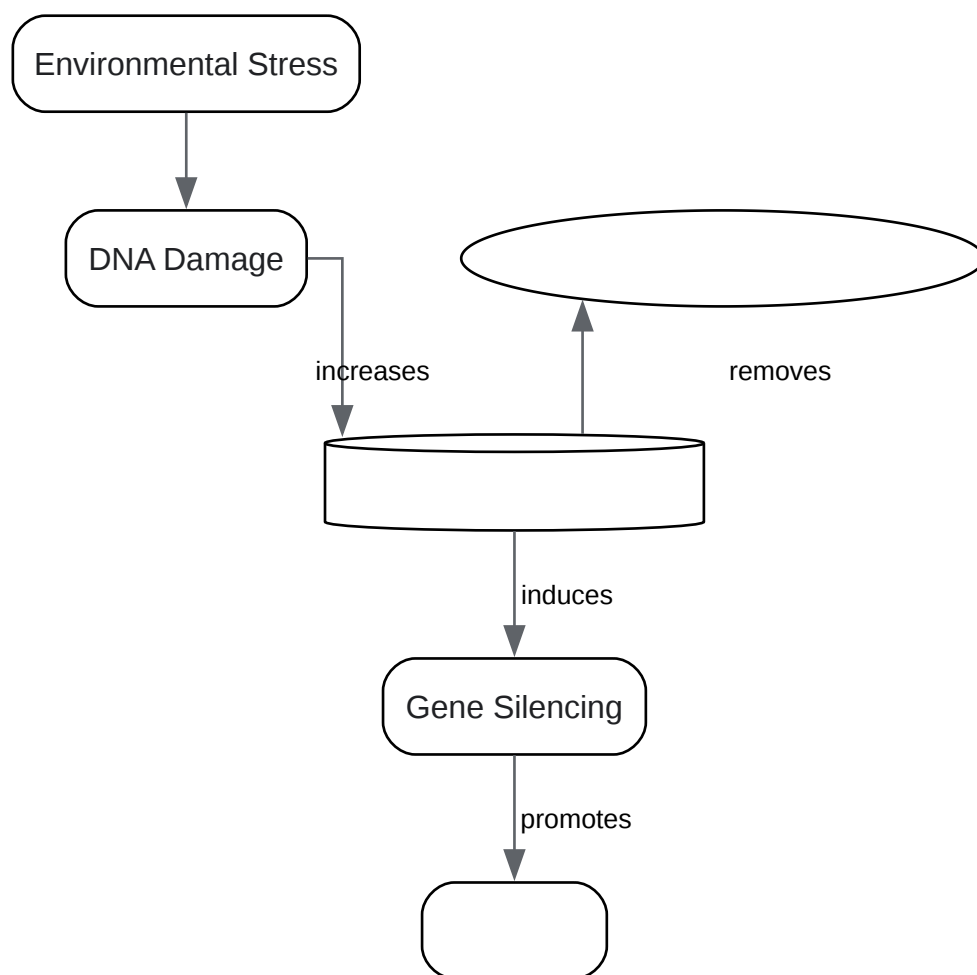 Environmental Stress
DNA Damage
increases
removes
induces
Gene Silencing
promotes